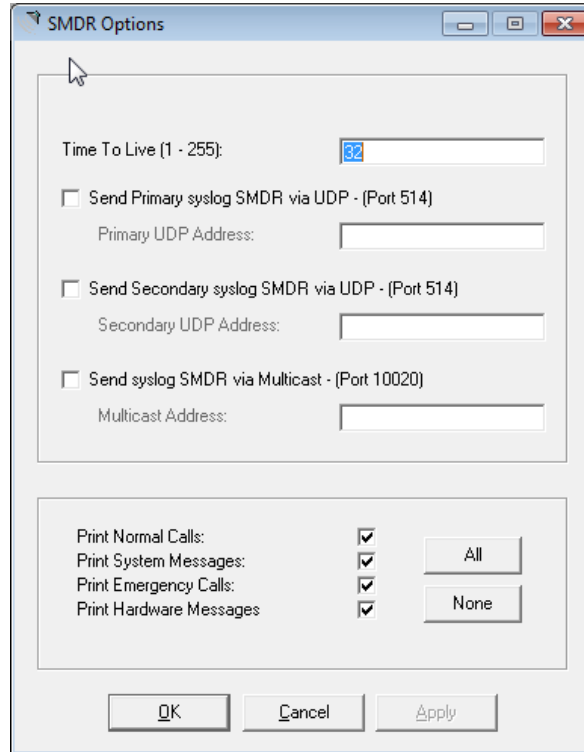 SMDR Options
Time To Live (1 - 255): 32
Send Primary syslog SMDR via UDP - (Port 514)
Primary UDP Address:
Send Secondary syslog SMDR via UDP - (Port 514)
Secondary UDP Address:
Send syslog SMDR via Multicast - (Port 10020)
Multicast Address:
Print Normal Calls:
Print System Messages:
All
Print Emergency Calls:
Print Hardware Messages
None
OK Cancel Apply